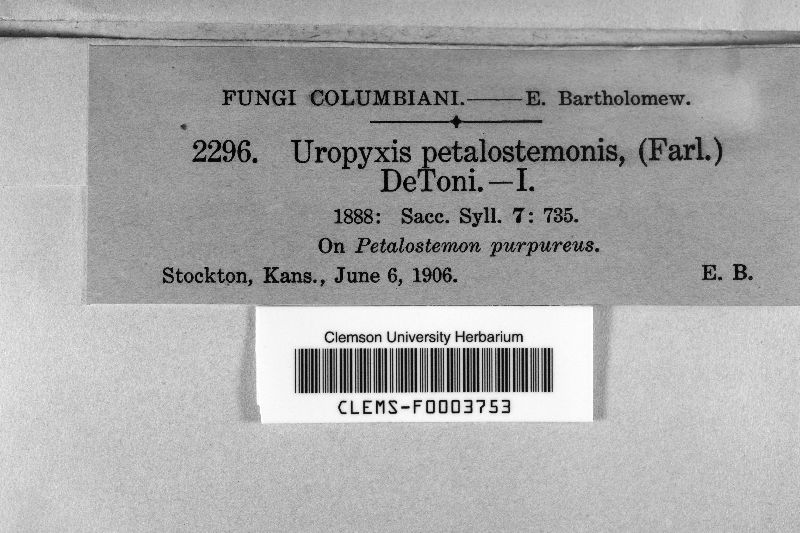 FUNGI COLUMBIANI.——E. Bartholomew.
2296. Uropyxis petalostemonis, (Farl.)
DeToni.—I.
1888: Sacc. Syll. 7: 735.
On Petalostemon purpureus.
Stockton, Kans., June 6, 1906. E. B.
Clemson University Herbarium
CLEMS-F0003753